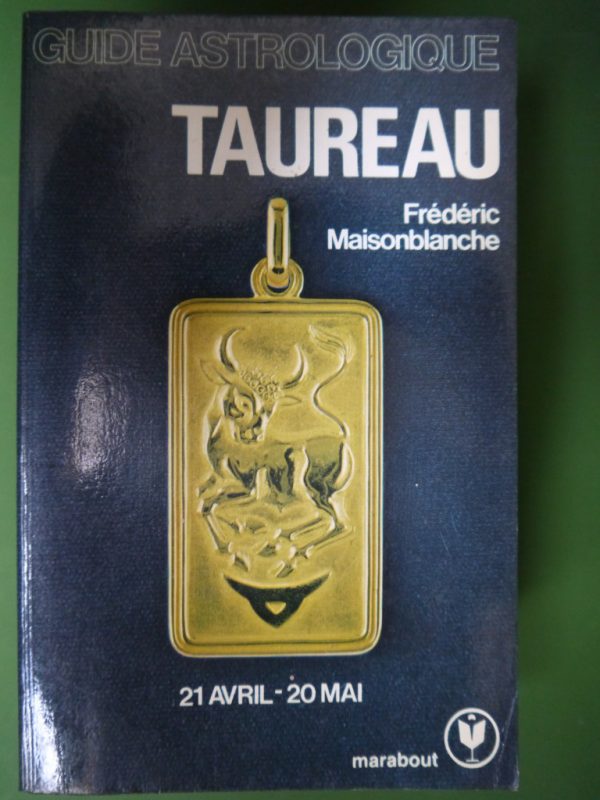 GUIDE ASTROLOGIQUE
TAUREAU
Frédéric
Maisonblanche
21 AVRIL - 20 MAI
marabout